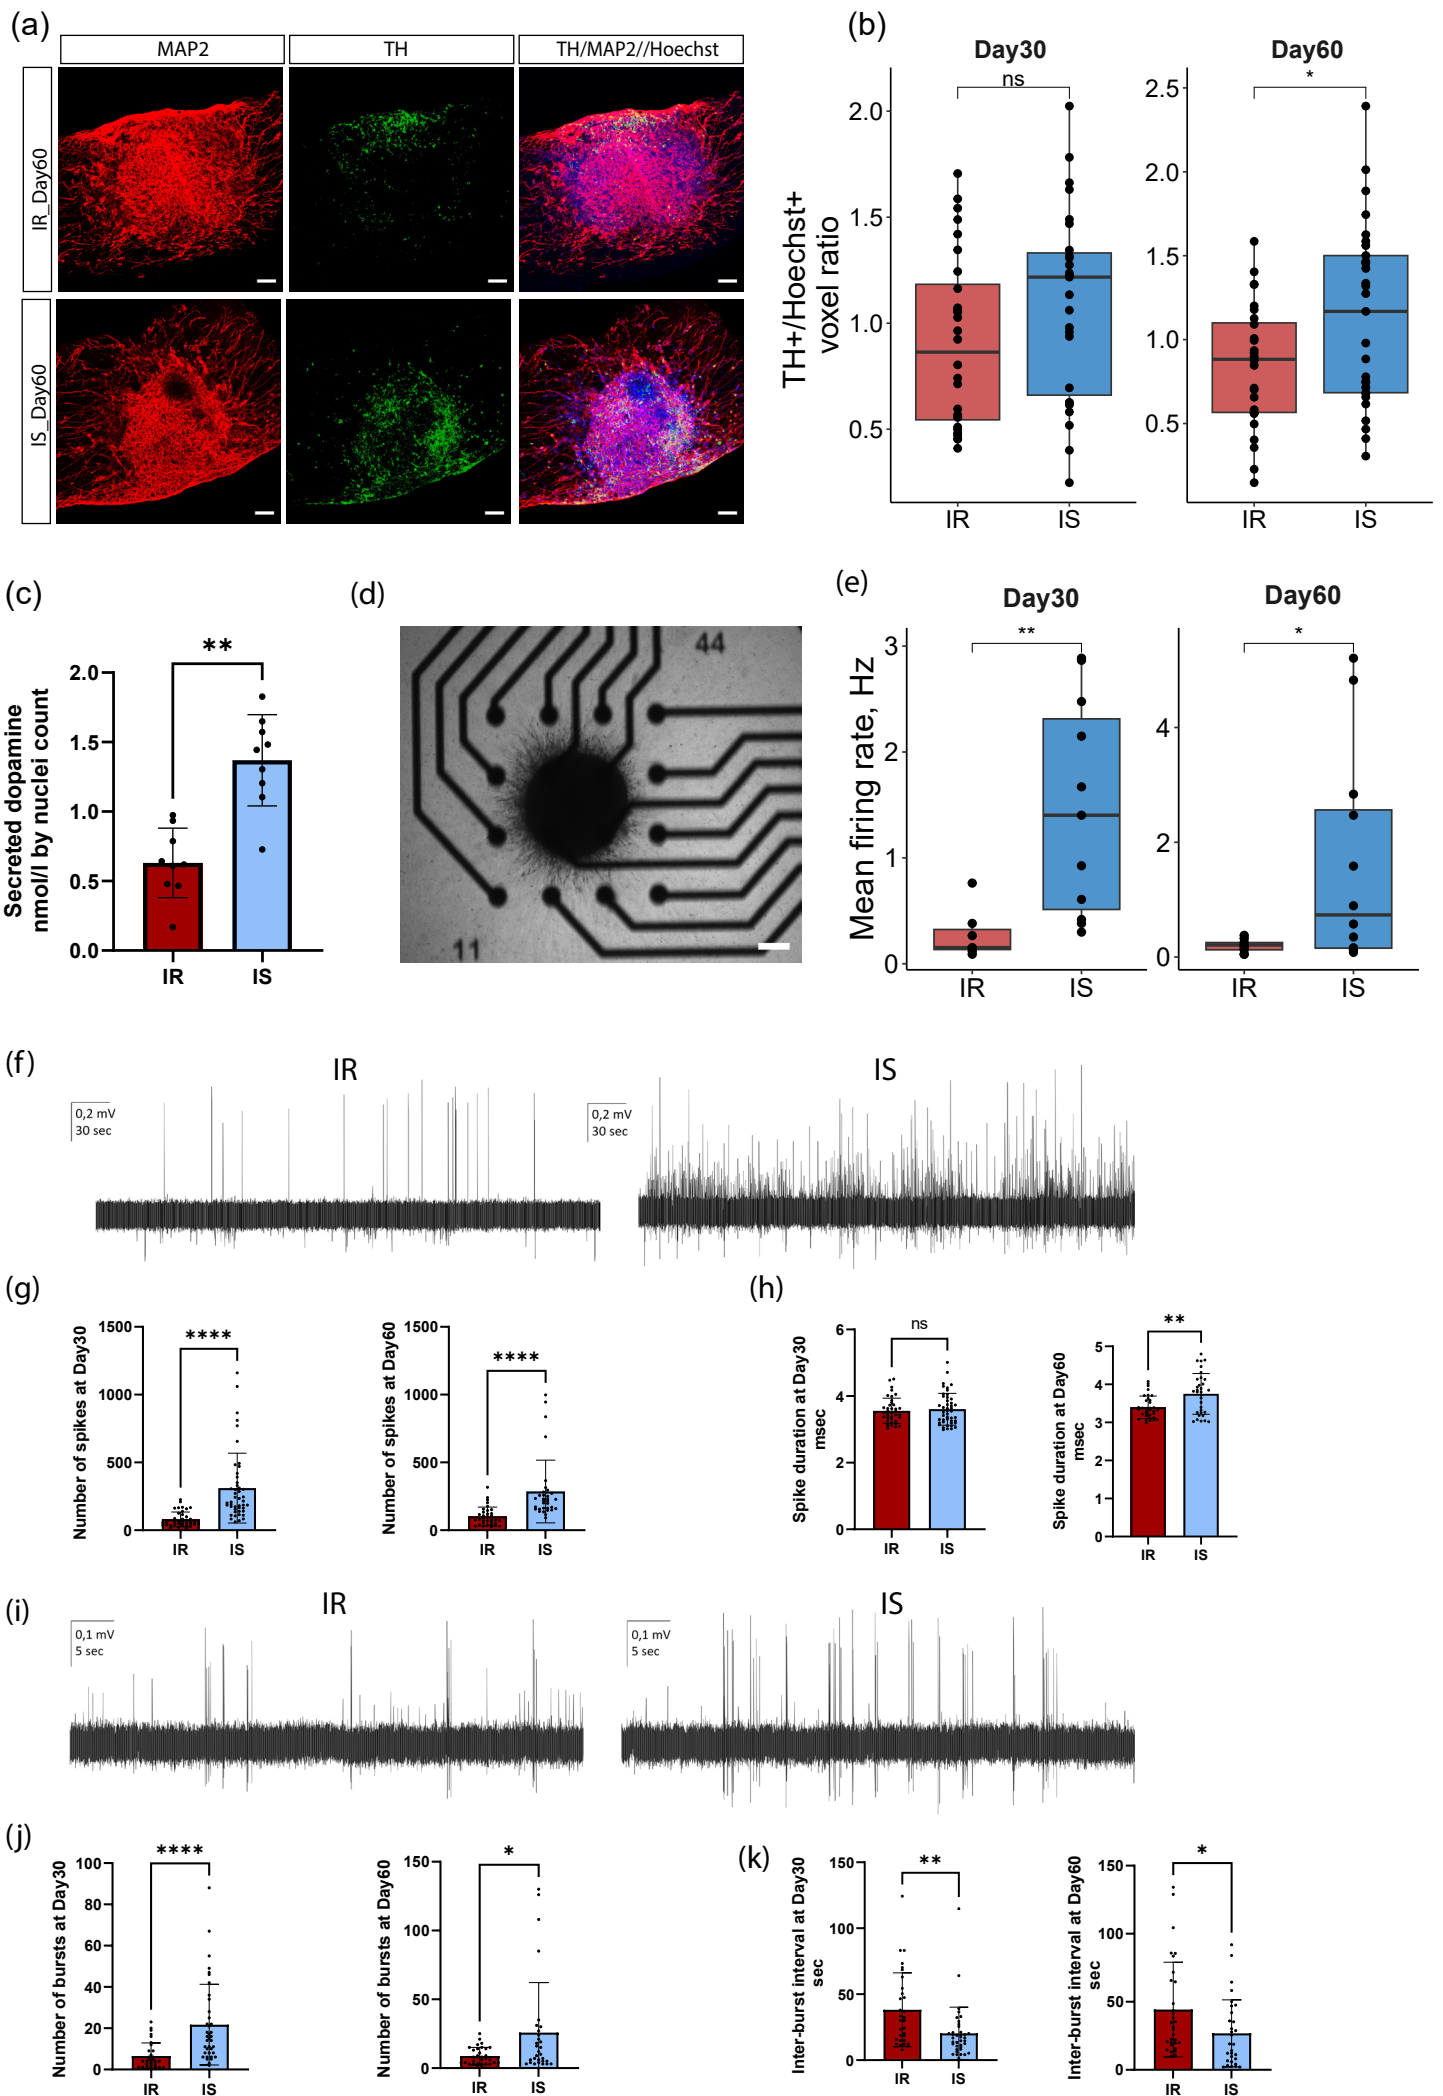 (a)
MAP2
TH
TH/MAP2//Hoechst
IR_Day60
IS_Day60
(b)
Day30
Day60
TH+/Hoechst+
voxel ratio
ns
2.0
1.5
1.0
0.5
IR
IS
*
2.5
2.0
1.5
1.0
0.5
IR
IS
(c)
Secreted dopamine
nmol/l by nuclei count
**
2.0
1.5
1.0
0.5
0.0
IR
IS
(d)
44
11
(e)
Day30
Day60
Mean firing rate, Hz
**
3
2
1
0
IR
IS
*
4
2
0
IR
IS
(f)
IR
IS
0,2 mV
30 sec
0,2 mV
30 sec
(g)
Number of spikes at Day30
****
1500
1000
500
0
IR
IS
Number of spikes at Day60
****
1500
1000
500
0
IR
IS
(h)
Spike duration at Day30
msec
ns
6
4
2
0
IR
IS
Spike duration at Day60
msec
**
5
4
3
2
1
0
IR
IS
(i)
IR
IS
0,1 mV
5 sec
0,1 mV
5 sec
(j)
Number of bursts at Day30
****
100
80
60
40
20
0
IR
IS
Number of bursts at Day60
*
150
100
50
0
IR
IS
(k)
Inter-burst interval at Day30
sec
**
150
100
50
0
IR
IS
Inter-burst interval at Day60
sec
*
150
100
50
0
IR
IS